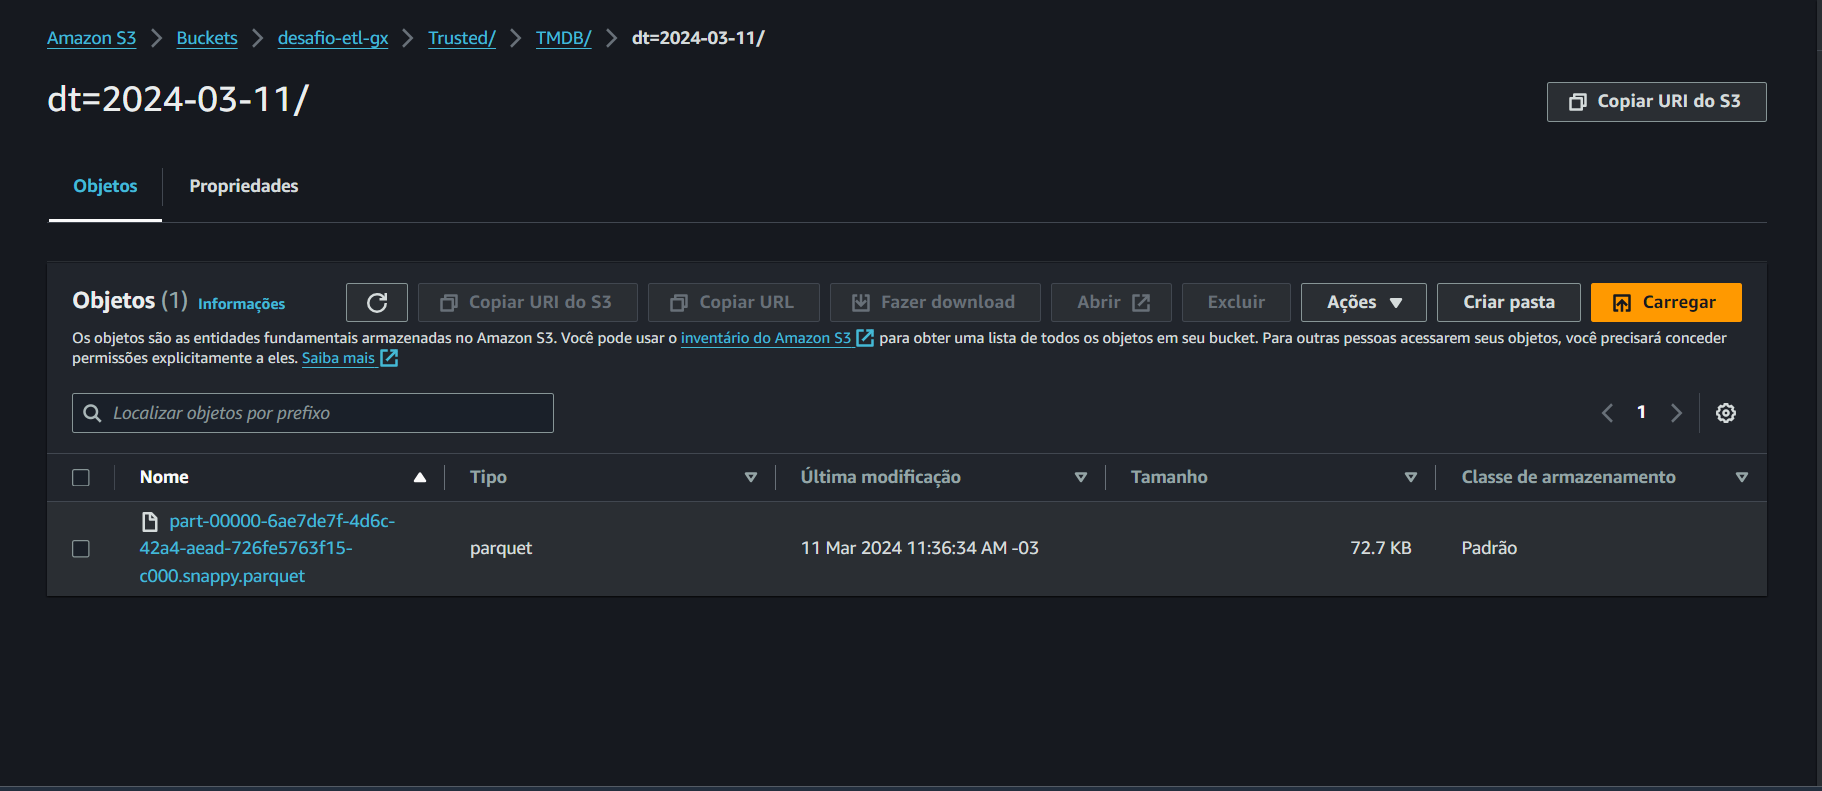 Amazon S3 > Buckets > desafio-etl-gx > Trusted/ > TMDB/ > dt=2024-03-11/
dt=2024-03-11/
Copiar URI do S3
Objetos
Propriedades
Objetos (1) Informações
Copiar URI do S3
Copiar URL
Fazer download
Abrir
Excluir
Ações
Criar pasta
Carregar
Os objetos são as entidades fundamentais armazenadas no Amazon S3. Você pode usar o inventário do Amazon S3 para obter uma lista de todos os objetos em seu bucket. Para outras pessoas acessarem seus objetos, você precisará conceder
permissões explicitamente a eles. Saiba mais
Localizar objetos por prefixo
1
Nome
Tipo
Última modificação
Tamanho
Classe de armazenamento
part-00000-6ae7de7f-4d6c-
42a4-aead-726fe5763f15-
c000.snappy.parquet
parquet
11 Mar 2024 11:36:34 AM -03
72.7 KB
Padrão